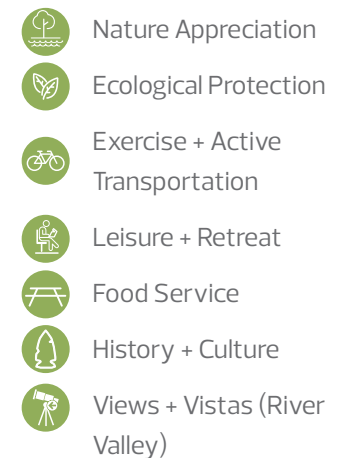 Nature Appreciation
Ecological Protection
Exercise + Active
Transportation
Leisure + Retreat
Food Service
History + Culture
Views + Vistas (River
Valley)